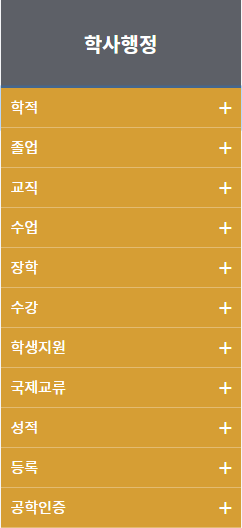 학사행정
학적 +
졸업 +
교직 +
수업 +
장학 +
수강 +
학생지원 +
국제교류 +
성적 +
등록 +
공학인증 +